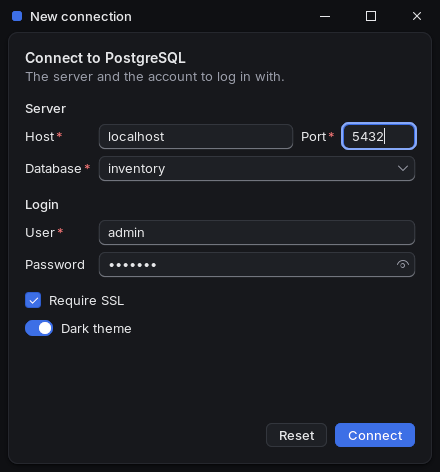 New connection
Connect to PostgreSQL
The server and the account to log in with.
Server
Host* localhost Port* 5432
Database* inventory
Login
User* admin
Password •••••••
Require SSL
Dark theme
Reset Connect